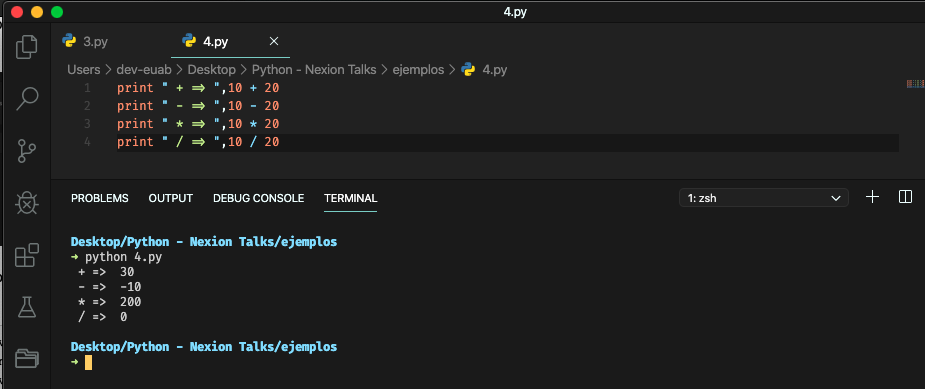 4.py
3.py
4.py
Users > dev-euab > Desktop > Python - Nexion Talks > ejemplos > 4.py
1 print " + => ",10 + 20
2 print " - => ",10 - 20
3 print " * => ",10 * 20
4 print " / => ",10 / 20
PROBLEMS OUTPUT DEBUG CONSOLE TERMINAL
1: zsh
Desktop/Python - Nexion Talks/ejemplos
→ python 4.py
+ =>  30
- =>  -10
* =>  200
/ =>  0
Desktop/Python - Nexion Talks/ejemplos
→